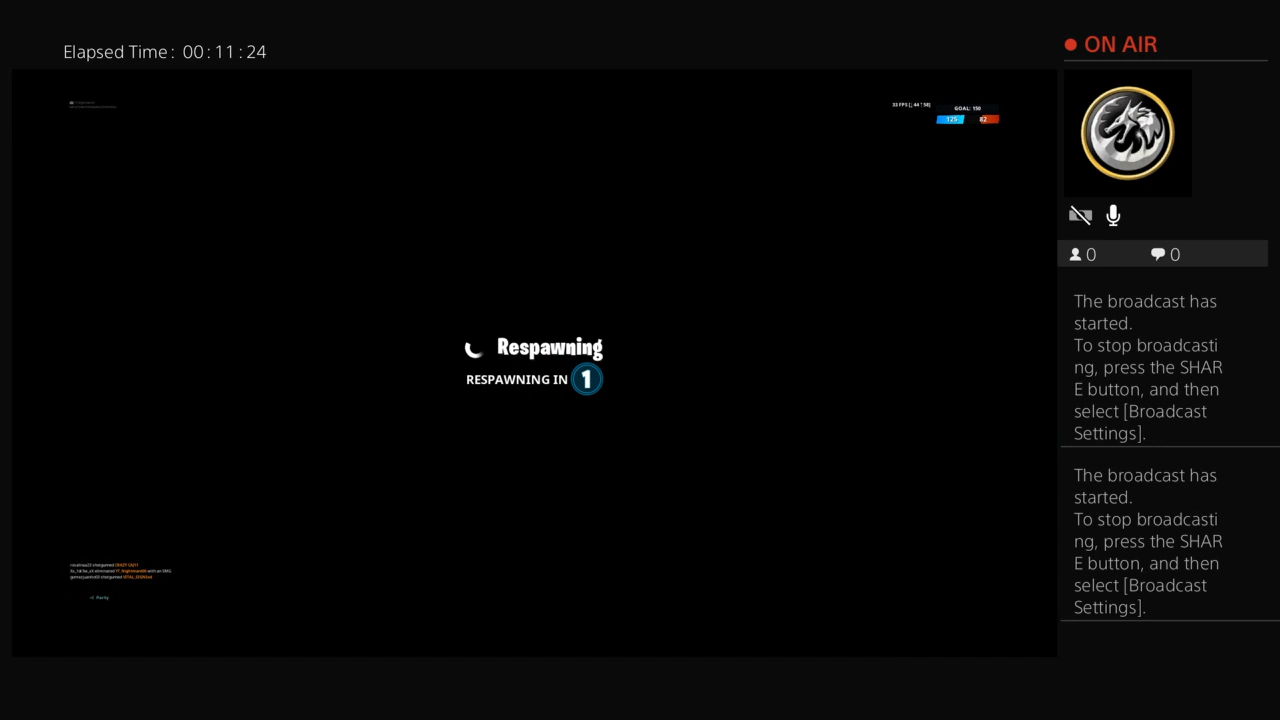 Elapsed Time: 00:11:24
ON AIR
GOAL: 150
125 82
0 0
The broadcast has
started.
To stop broadcasti
ng, press the SHAR
E button, and then
select [Broadcast
Settings].
Respawning
RESPAWNING IN 1
The broadcast has
started.
To stop broadcasti
ng, press the SHAR
E button, and then
select [Broadcast
Settings].
Party